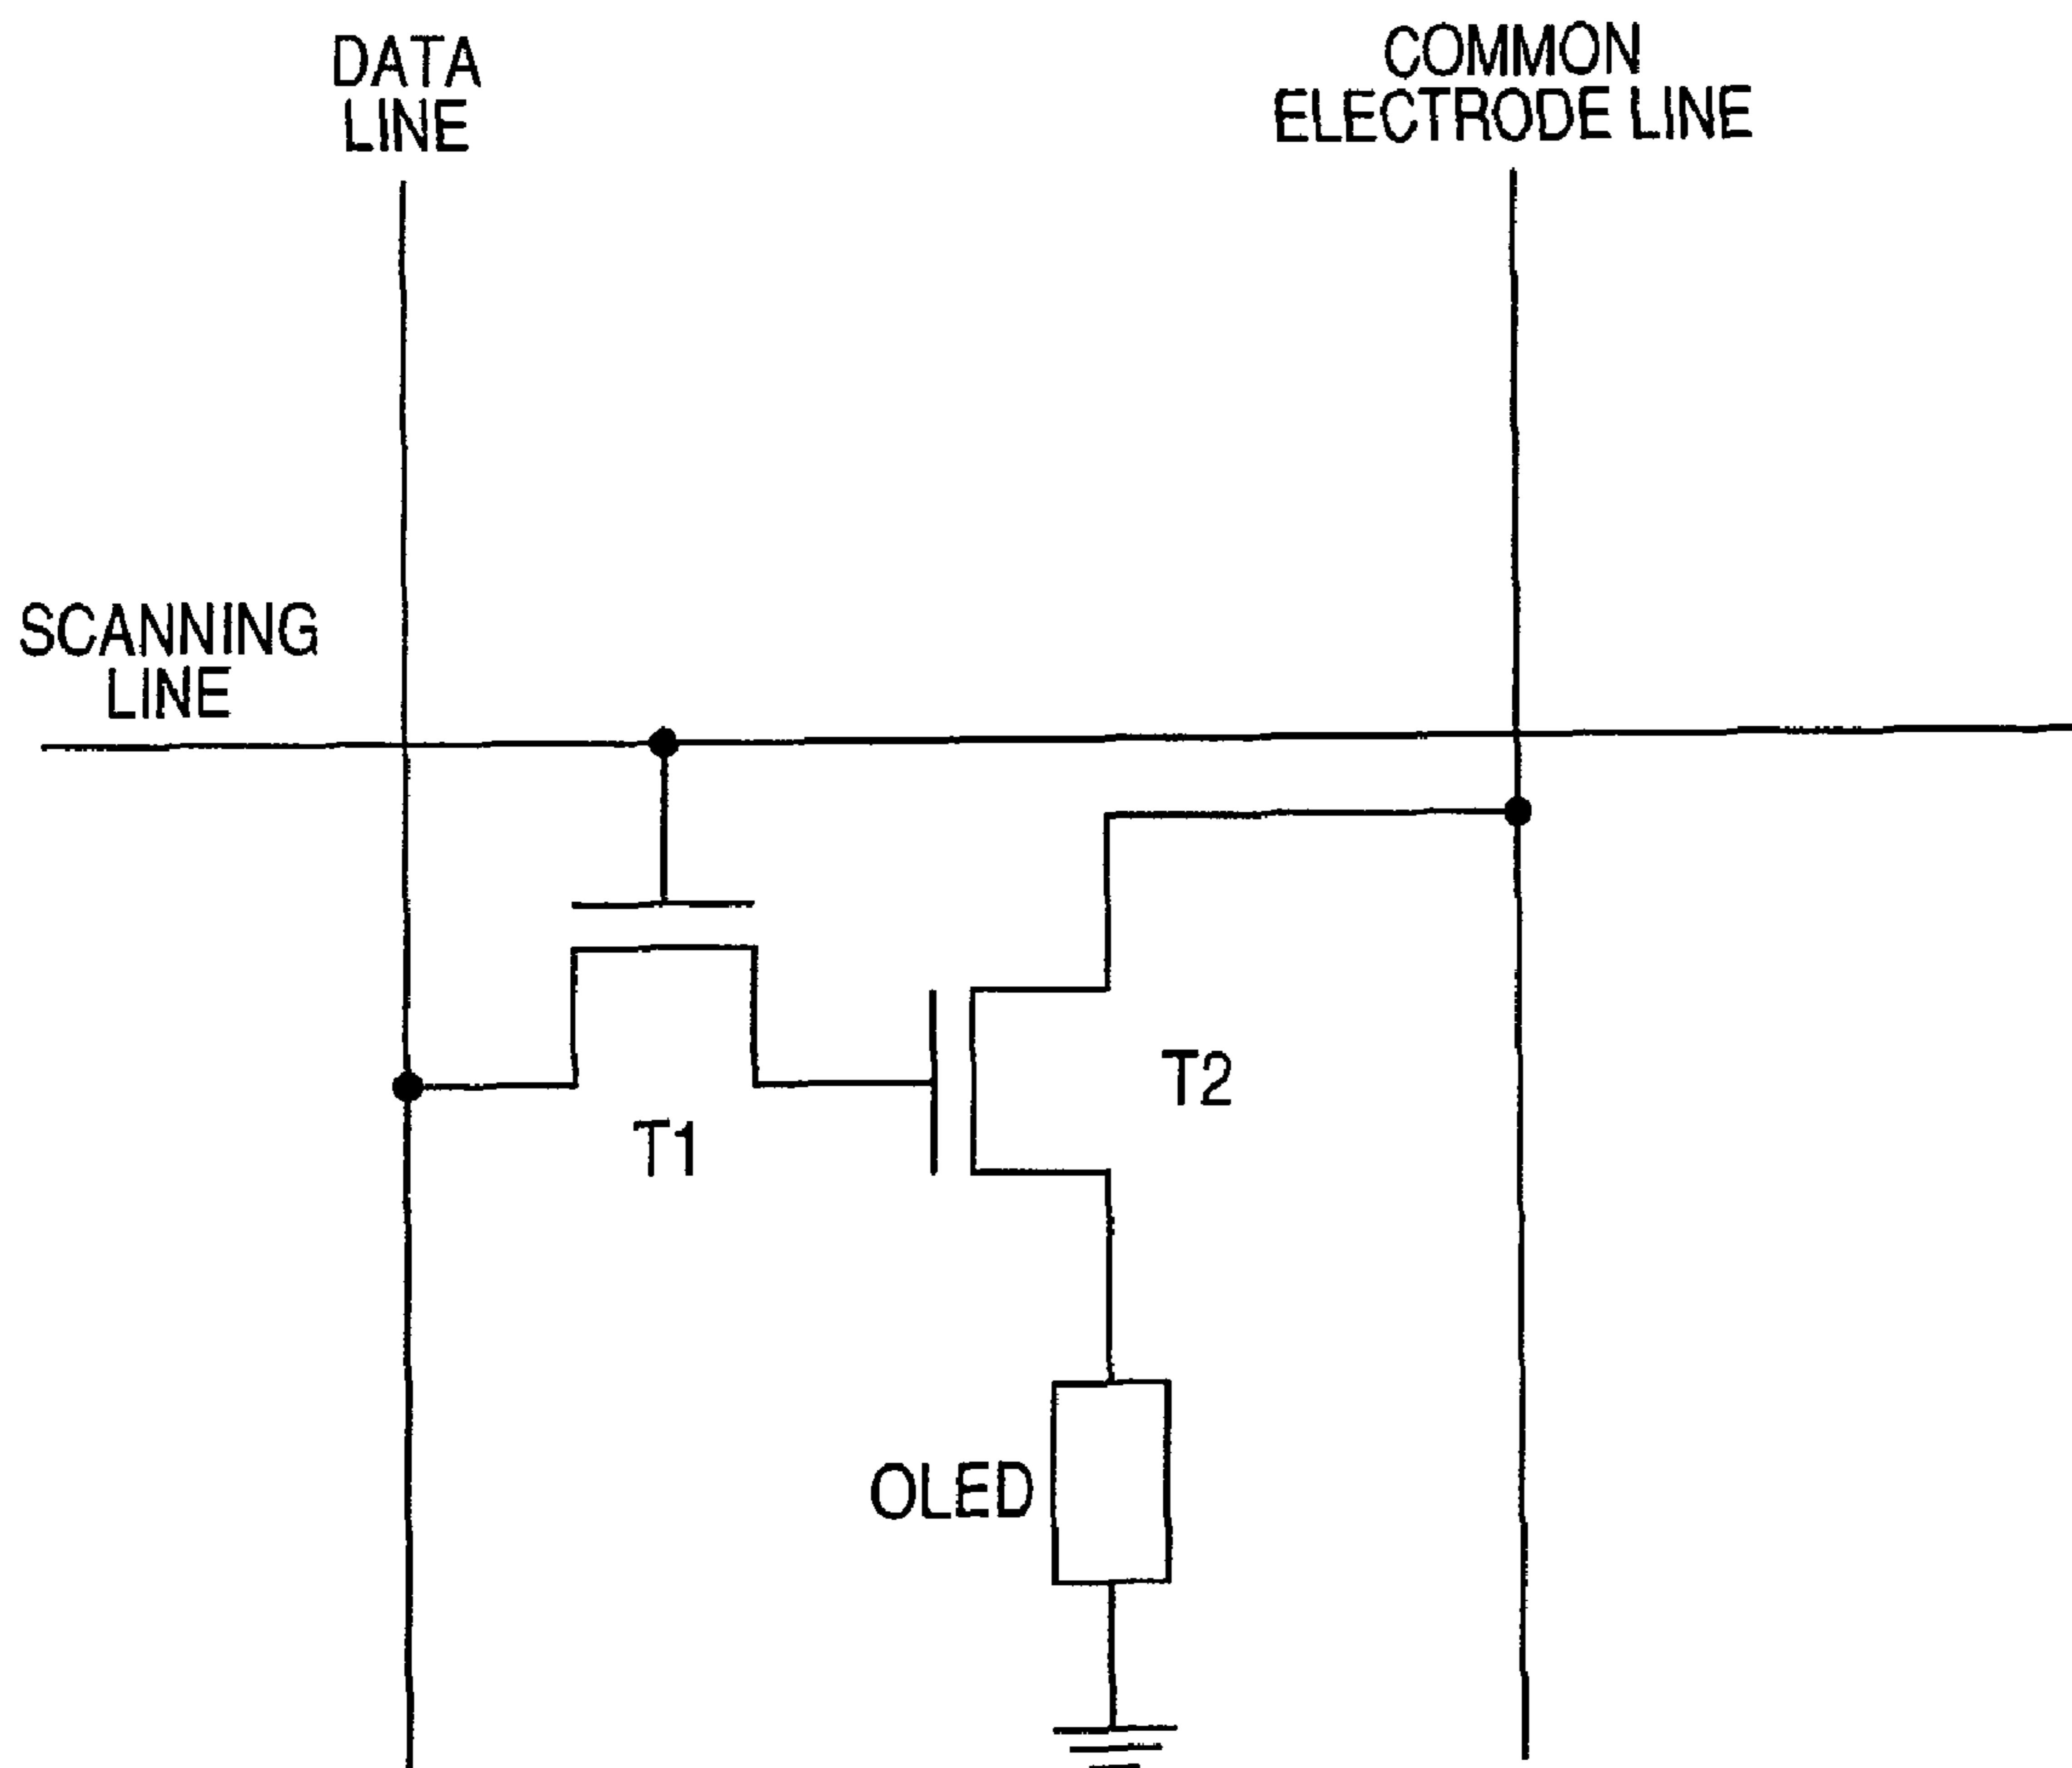 DATA
LINE
COMMON
ELECTRODE LINE
SCANNING
LINE
T2
T1
OLED